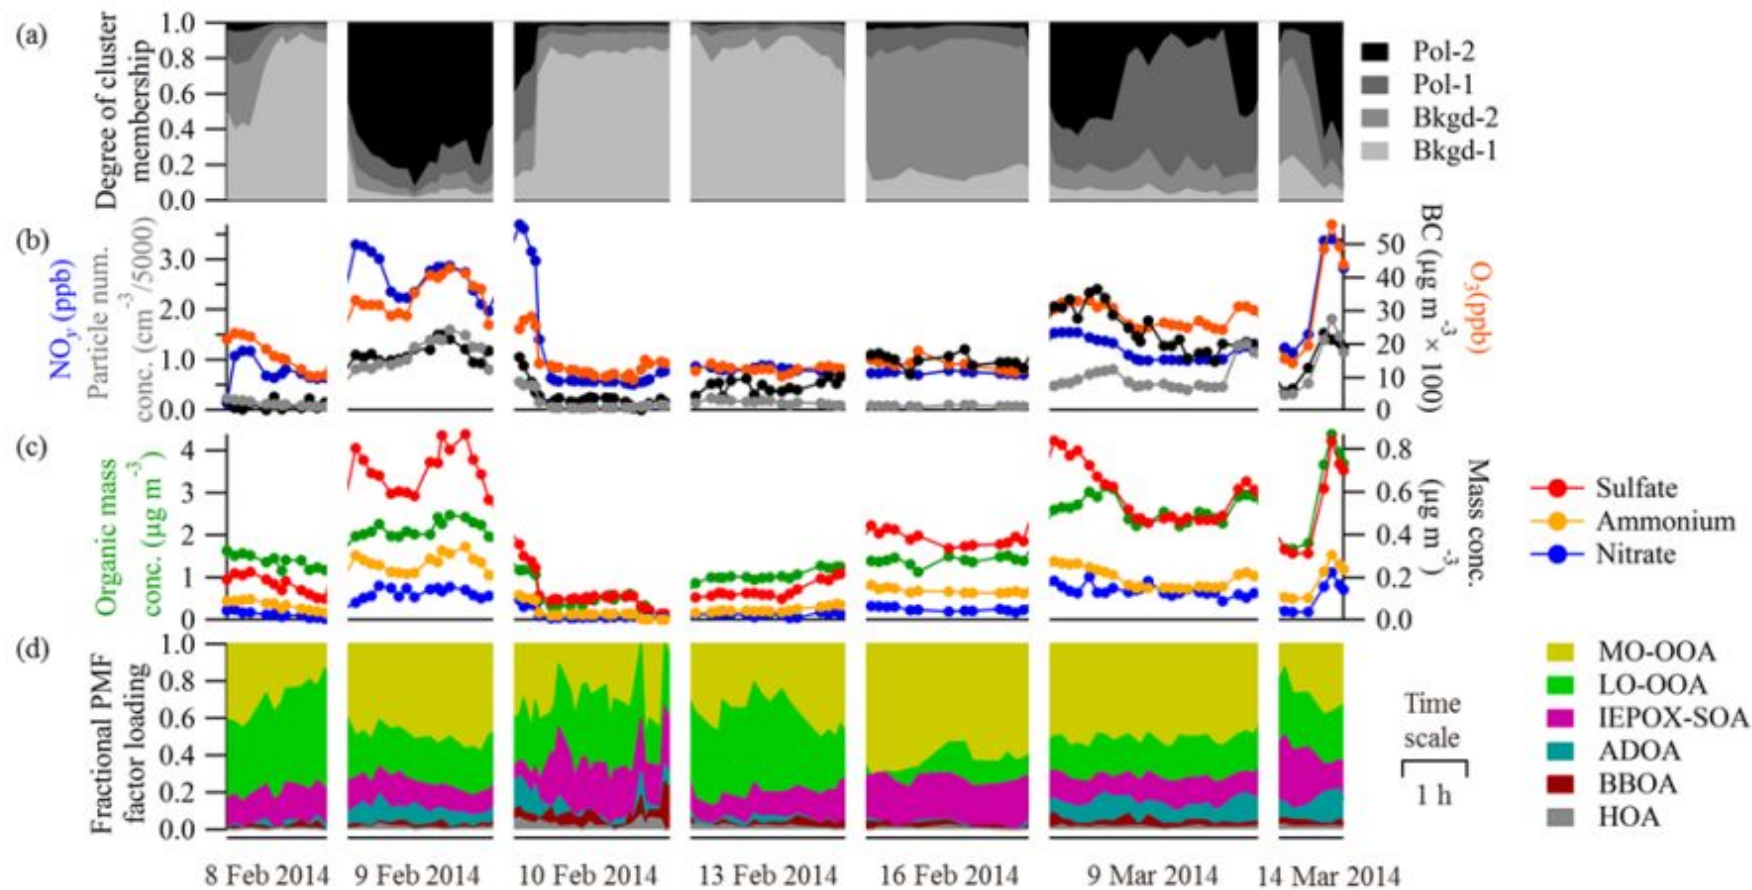 (a)
Degree of cluster
membership
1.0
0.8
0.6
0.4
0.2
0.0
Pol-2
Pol-1
Bkgd-2
Bkgd-1
(b)
NOy (ppb)
Particle num.
conc. (cm-3/5000)
3.0
2.0
1.0
0.0
50
40
30
20
10
0
BC (µg m-3 × 100)
O3(ppb)
(c)
Organic mass
conc. (µg m-3)
4
3
2
1
0
0.8
0.6
0.4
0.2
0.0
Mass conc.
(µg m-3)
Sulfate
Ammonium
Nitrate
(d)
Fractional PMF
factor loading
1.0
0.8
0.6
0.4
0.2
0.0
Time
scale
1 h
MO-OOA
LO-OOA
IEPOX-SOA
ADOA
BBOA
HOA
8 Feb 2014
9 Feb 2014
10 Feb 2014
13 Feb 2014
16 Feb 2014
9 Mar 2014
14 Mar 2014